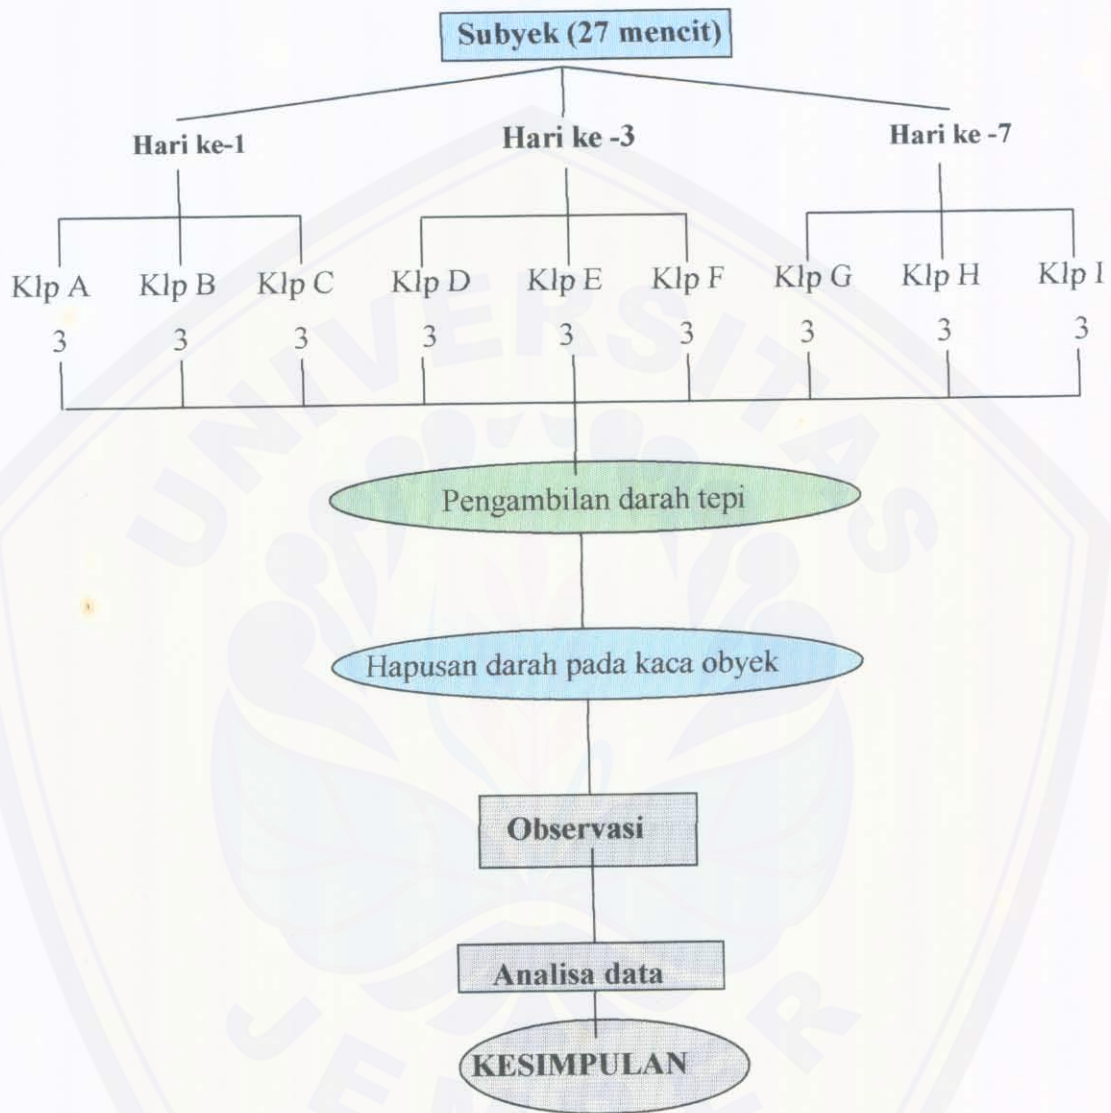 Subyek (27 mencit)
Hari ke-1 Hari ke -3 Hari ke -7
Klp A Klp B Klp C Klp D Klp E Klp F Klp G Klp H Klp I
3 3 3 3 3 3 3 3 3
Pengambilan darah tepi
Hapusan darah pada kaca obyek
Observasi
Analisa data
KESIMPULAN
UNIVERSITAS
JEMBER